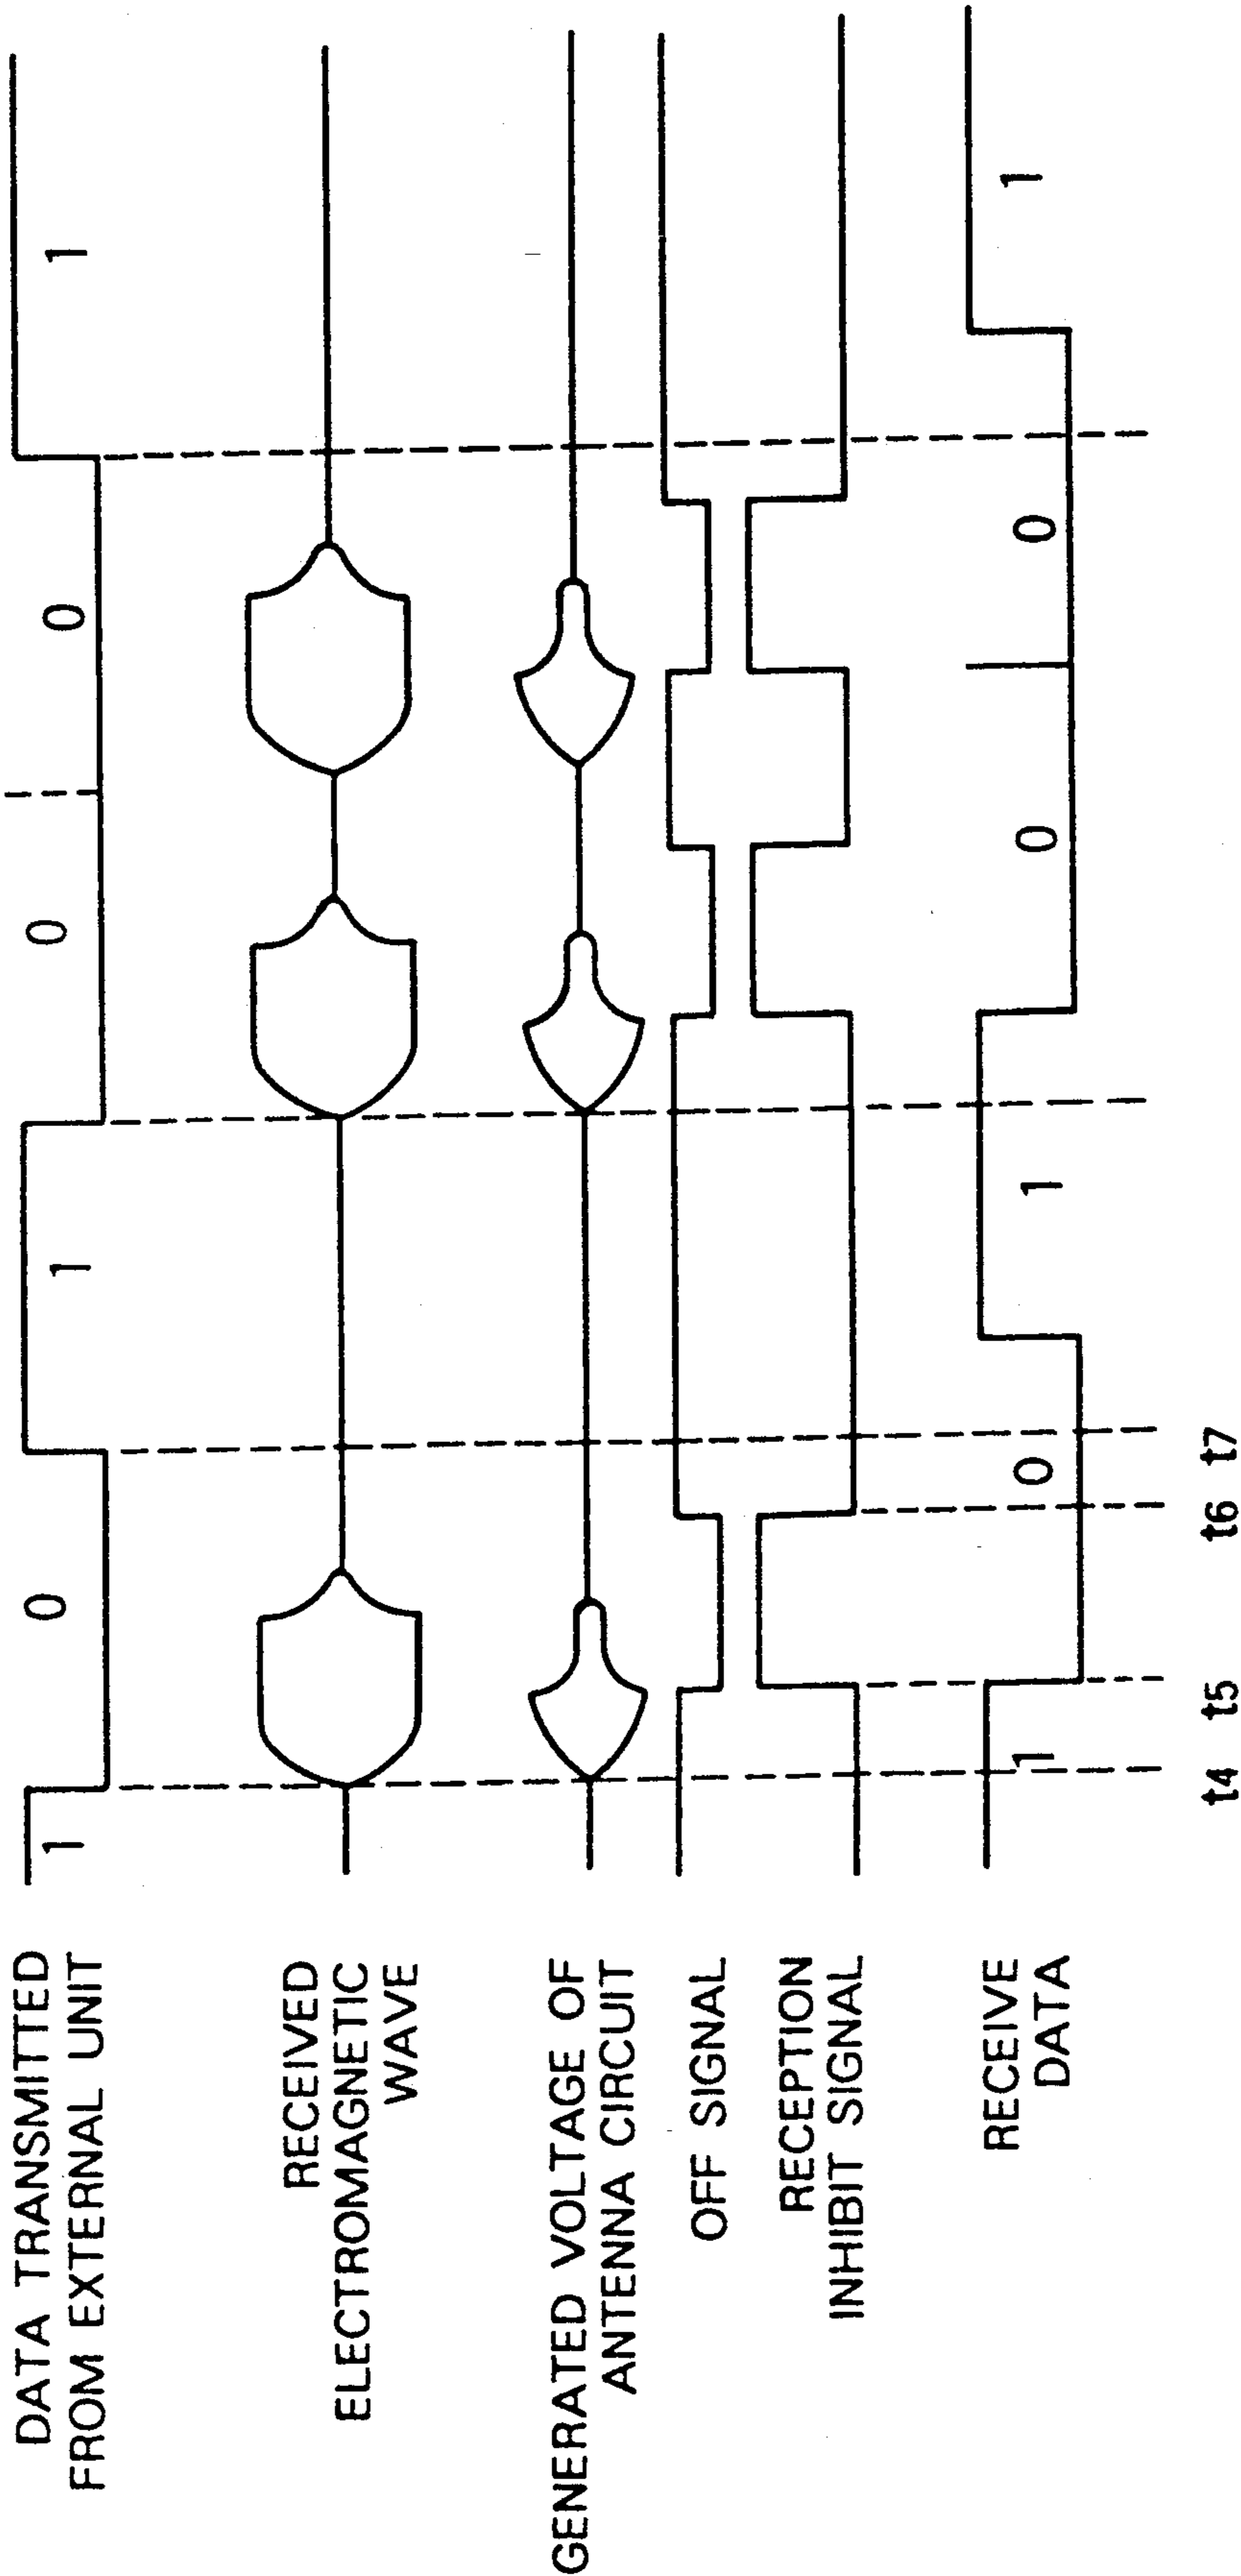 DATA TRANSMITTED
FROM EXTERNAL UNIT
1 0 1 0 0 1
RECEIVED
ELECTROMAGNETIC
WAVE
GENERATED VOLTAGE OF
ANTENNA CIRCUIT
OFF SIGNAL
RECEPTION
INHIBIT SIGNAL
RECEIVE
DATA
1 0 1 0 0 1
t4 t5 t6 t7